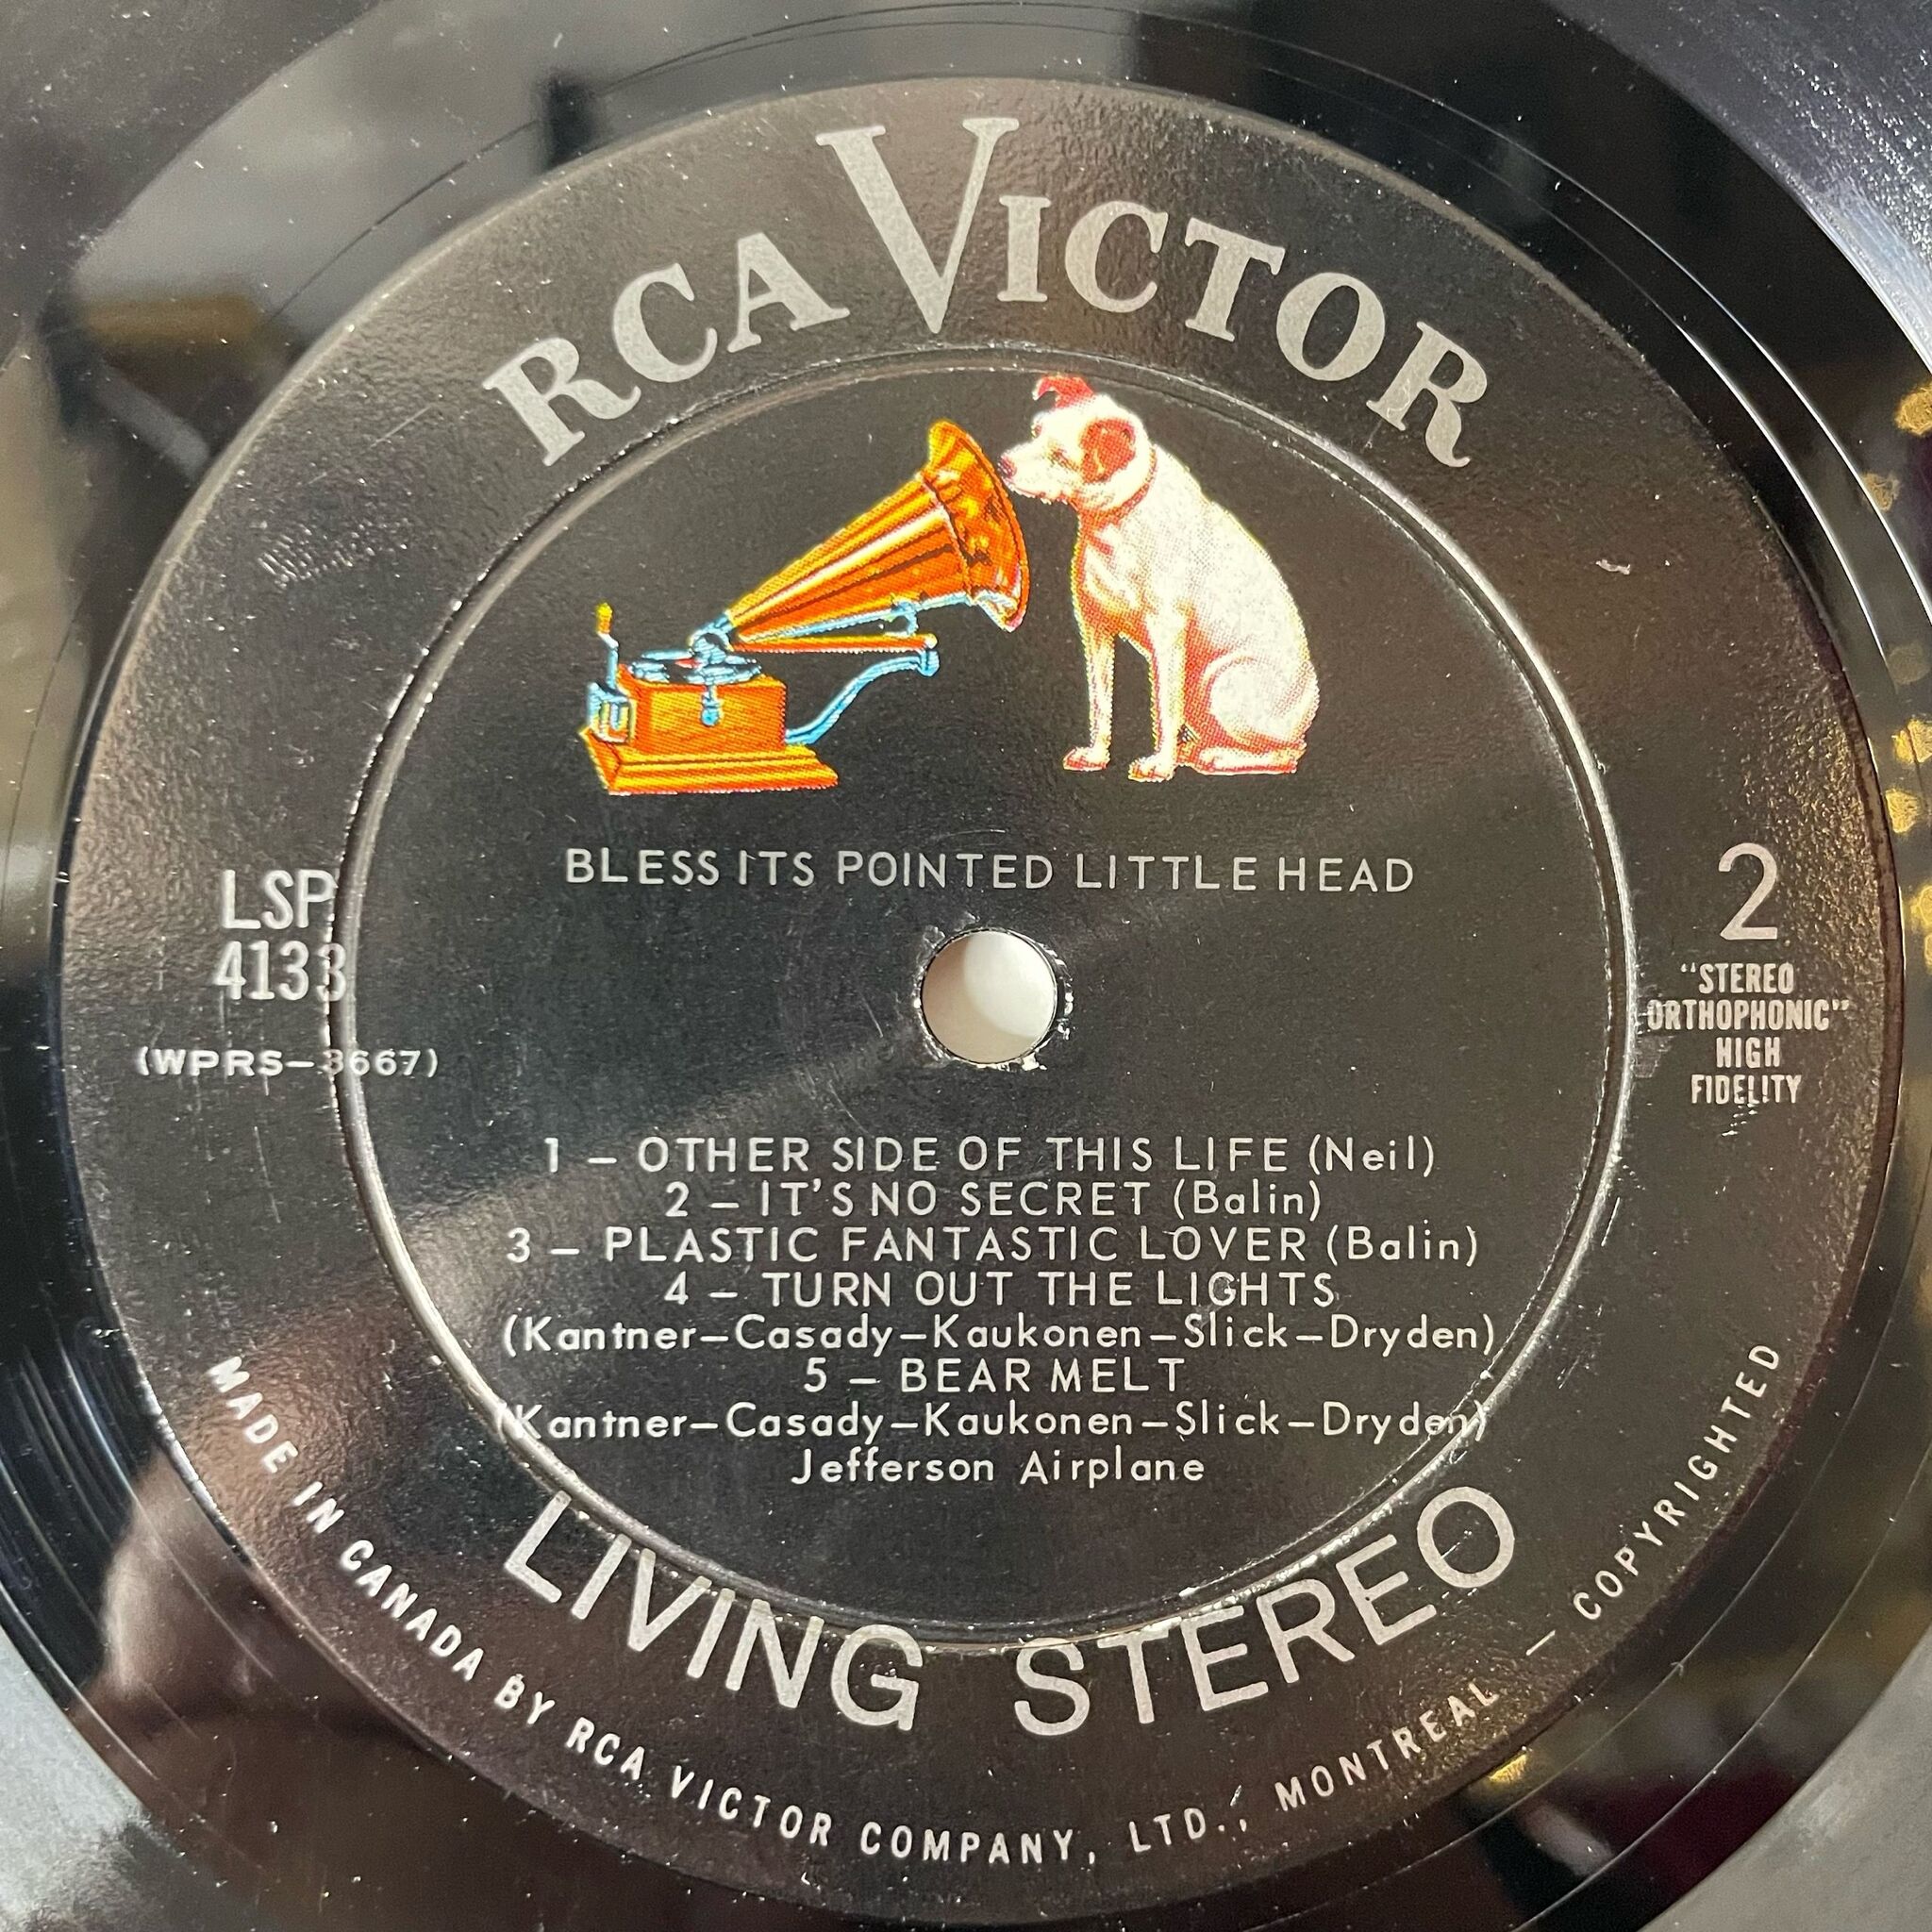 RCA VICTOR
BLESS ITS POINTED LITTLE HEAD
LSP
4133
(WPRS-3667)
2
"STEREO
ORTHOPHONIC"
HIGH
FIDELITY
1 – OTHER SIDE OF THIS LIFE (Neil)
2 – IT'S NO SECRET (Balin)
3 – PLASTIC FANTASTIC LOVER (Balin)
4 – TURN OUT THE LIGHTS
(Kantner–Casady–Kaukonen–Slick–Dryden)
5 – BEAR MELT
(Kantner–Casady–Kaukonen–Slick–Dryden)
Jefferson Airplane
LIVING STEREO
MADE IN CANADA BY RCA VICTOR COMPANY, LTD., MONTREAL – COPYRIGHTED